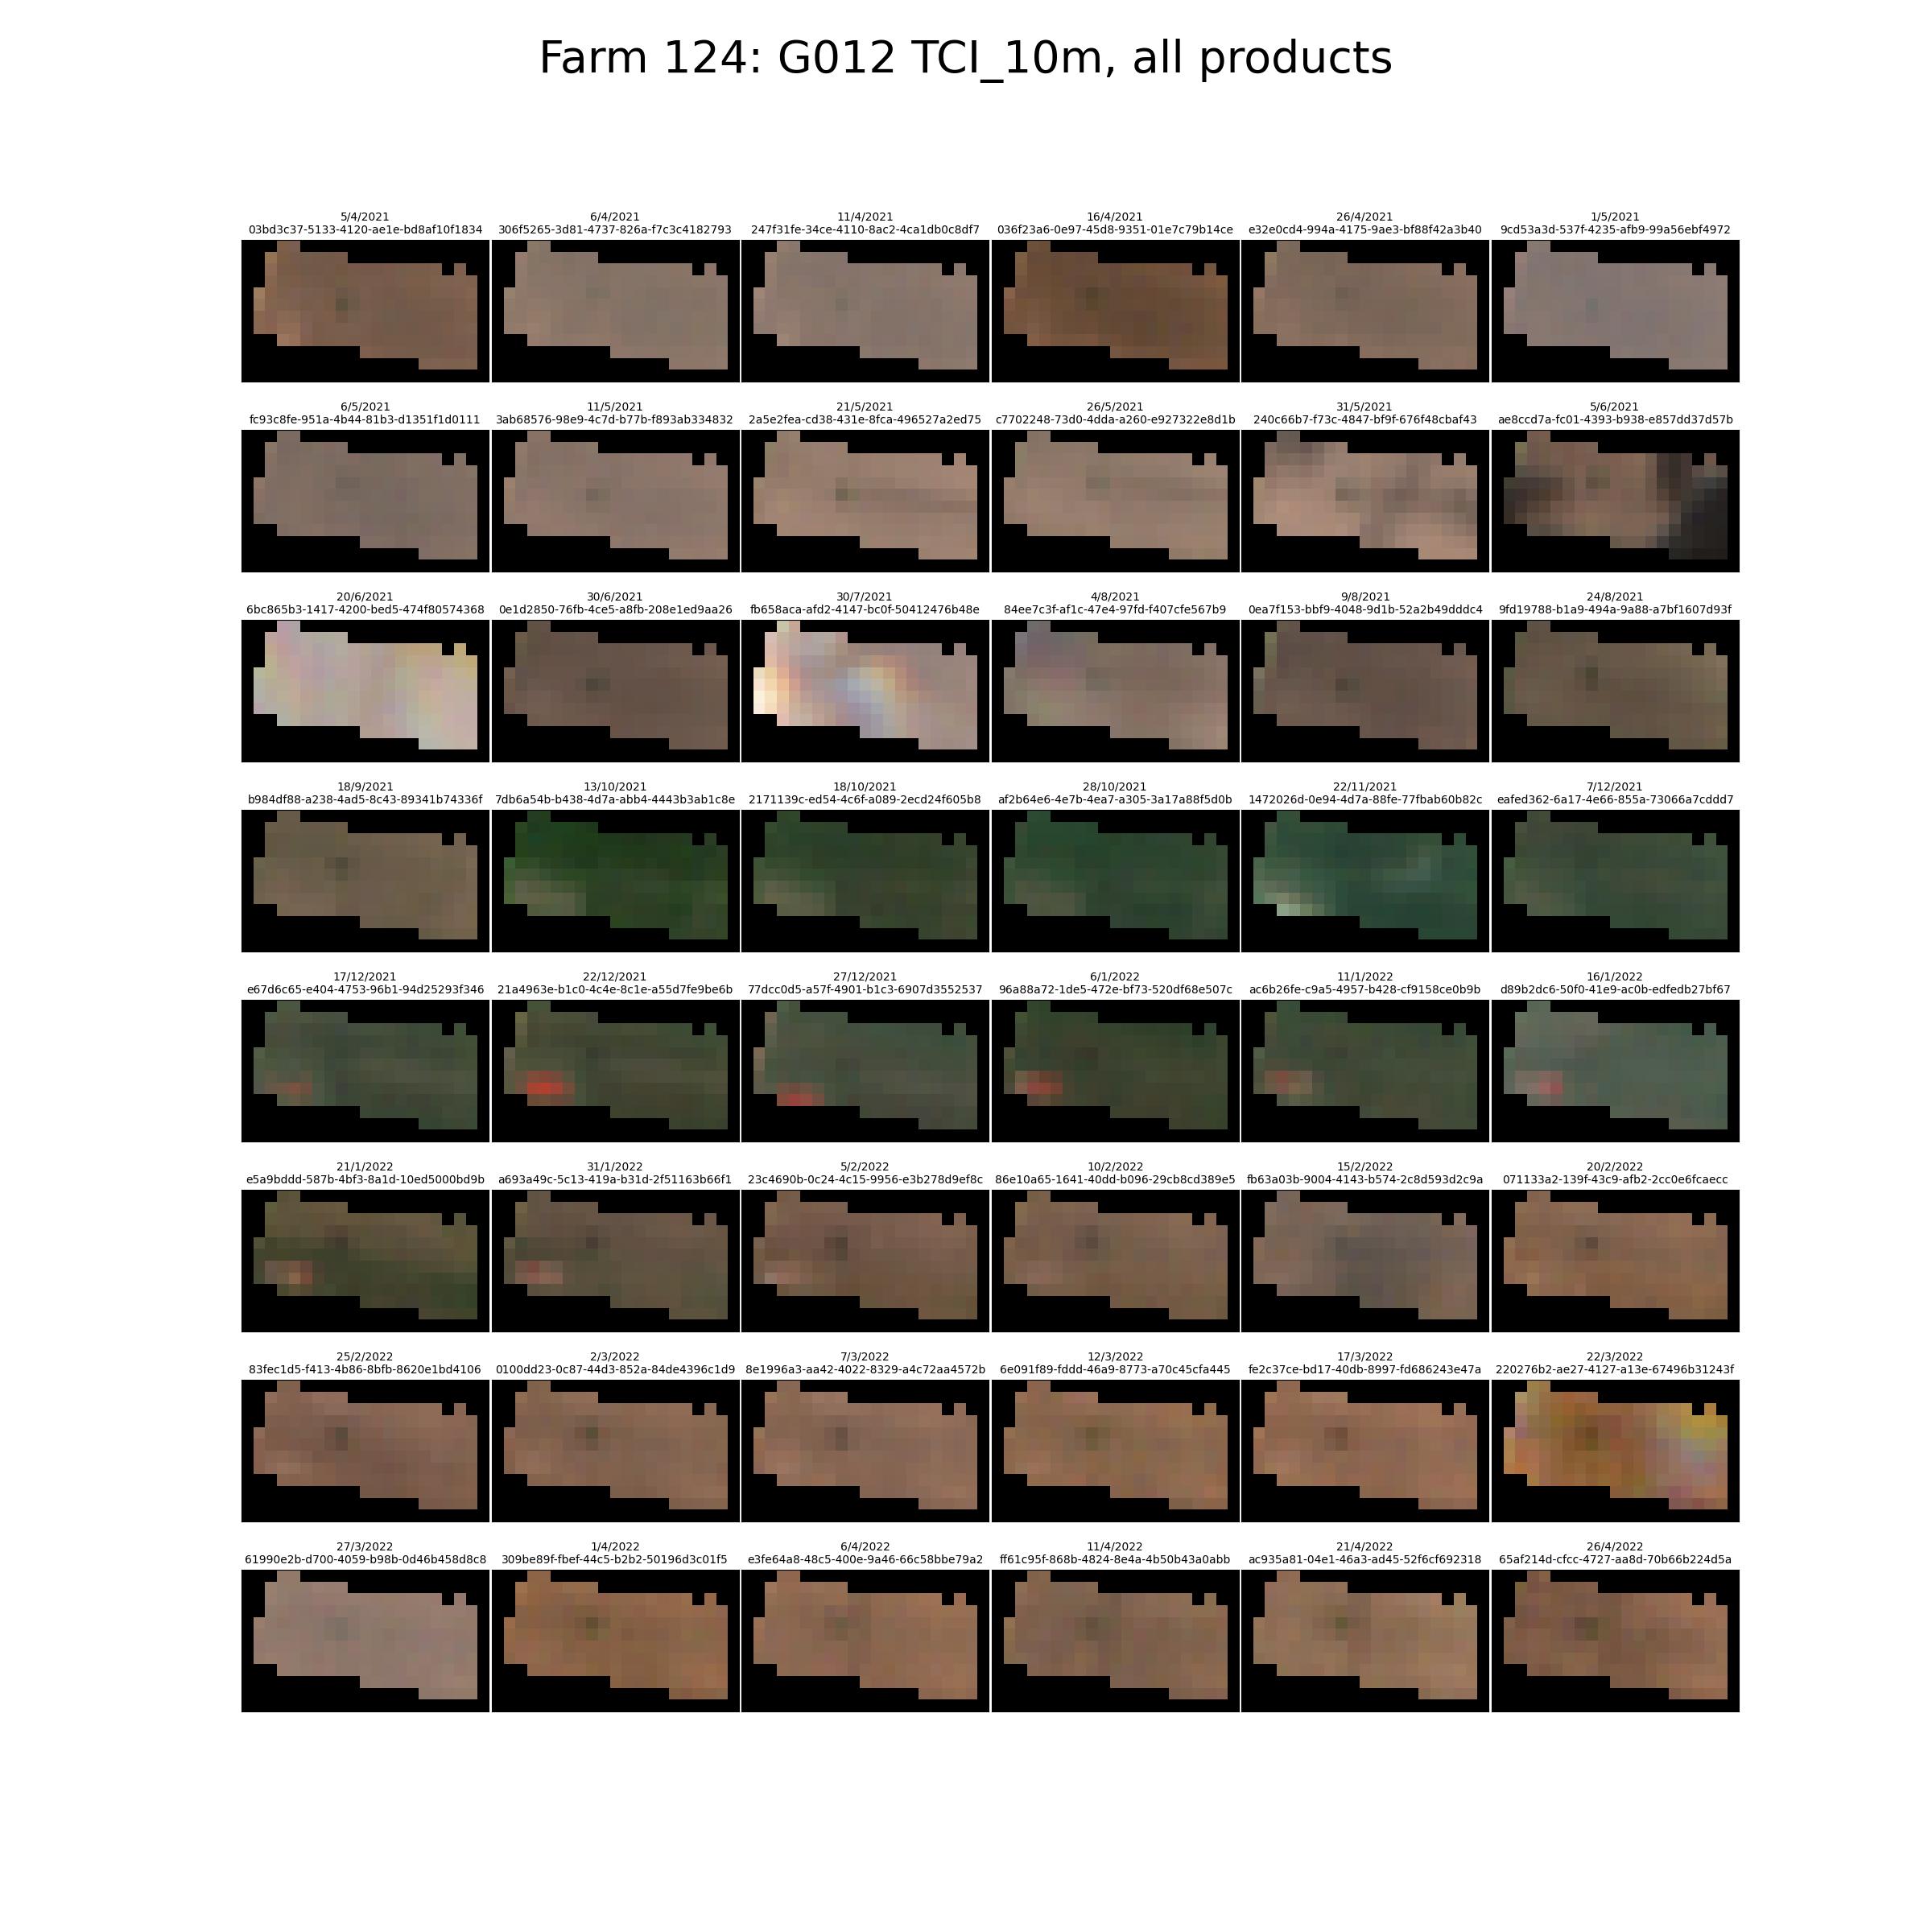 Farm 124: G012 TCI_10m, all products
5/4/2021 6/4/2021 11/4/2021 16/4/2021 26/4/2021 1/5/2021
03bd3c37-5133-4120-ae1e-bd8af10f1834 306f5265-3d81-4737-826a-f7c3c4182793 247f31fe-34ce-4110-8ac2-4ca1db0c8df7 036f23a6-0e97-45d8-9351-01e7c79b14ce e32e0cd4-994a-4175-9ae3-bf88f42a3b40 9cd53a3d-537f-4235-afb9-99a56ebf4972
6/5/2021 11/5/2021 21/5/2021 26/5/2021 31/5/2021 5/6/2021
fc93c8fe-951a-4b44-81b3-d1351f1d0111 3ab68576-98e9-4c7d-b77b-f893ab334832 2a5e2fea-cd38-431e-8fca-496527a2ed75 c7702248-73d0-4dda-a260-e927322e8d1b 240c66b7-f73c-4847-bf9f-676f48cbaf43 ae8ccd7a-fc01-4393-b938-e857dd37d57b
20/6/2021 30/6/2021 30/7/2021 4/8/2021 9/8/2021 24/8/2021
6bc865b3-1417-4200-bed5-474f80574368 0e1d2850-76fb-4ce5-a8fb-208e1ed9aa26 fb658aca-afd2-4147-bc0f-50412476b48e 84ee7c3f-af1c-47e4-97fd-f407cfe567b9 0ea7f153-bbf9-4048-9d1b-52a2b49dddc4 9fd19788-b1a9-494a-9a88-a7bf1607d93f
18/9/2021 13/10/2021 18/10/2021 28/10/2021 22/11/2021 7/12/2021
b984df88-a238-4ad5-8c43-89341b74336f 7db6a54b-b438-4d7a-abb4-4443b3ab1c8e 2171139c-ed54-4c6f-a089-2ecd24f605b8 af2b64e6-4e7b-4ea7-a305-3a17a88f5d0b 1472026d-0e94-4d7a-88fe-77fbab60b82c eafed362-6a17-4e66-855a-73066a7cddd7
17/12/2021 22/12/2021 27/12/2021 6/1/2022 11/1/2022 16/1/2022
e67d6c65-e404-4753-96b1-94d25293f346 21a4963e-b1c0-4c4e-8c1e-a55d7fe9be6b 77dcc0d5-a57f-4901-b1c3-6907d3552537 96a88a72-1de5-472e-bf73-520df68e507c ac6b26fe-c9a5-4957-b428-cf9158ce0b9b d89b2dc6-50f0-41e9-ac0b-edfedb27bf67
21/1/2022 31/1/2022 5/2/2022 10/2/2022 15/2/2022 20/2/2022
e5a9bddd-587b-4bf3-8a1d-10ed5000bd9b a693a49c-5c13-419a-b31d-2f51163b66f1 23c4690b-0c24-4c15-9956-e3b278d9ef8c 86e10a65-1641-40dd-b096-29cb8cd389e5 fb63a03b-9004-4143-b574-2c8d593d2c9a 071133a2-139f-43c9-afb2-2cc0e6fcaecc
25/2/2022 2/3/2022 7/3/2022 12/3/2022 17/3/2022 22/3/2022
83fec1d5-f413-4b86-8bfb-8620e1bd4106 0100dd23-0c87-44d3-852a-84de4396c1d9 8e1996a3-aa42-4022-8329-a4c72aa4572b 6e091f89-fddd-46a9-8773-a70c45cfa445 fe2c37ce-bd17-40db-8997-fd686243e47a 220276b2-ae27-4127-a13e-67496b31243f
27/3/2022 1/4/2022 6/4/2022 11/4/2022 21/4/2022 26/4/2022
61990e2b-d700-4059-b98b-0d46b458d8c8 309be89f-fbef-44c5-b2b2-50196d3c01f5 e3fe64a8-48c5-400e-9a46-66c58bbe79a2 ff61c95f-868b-4824-8e4a-4b50b43a0abb ac935a81-04e1-46a3-ad45-52f6cf692318 65af214d-cfcc-4727-aa8d-70b66b224d5a